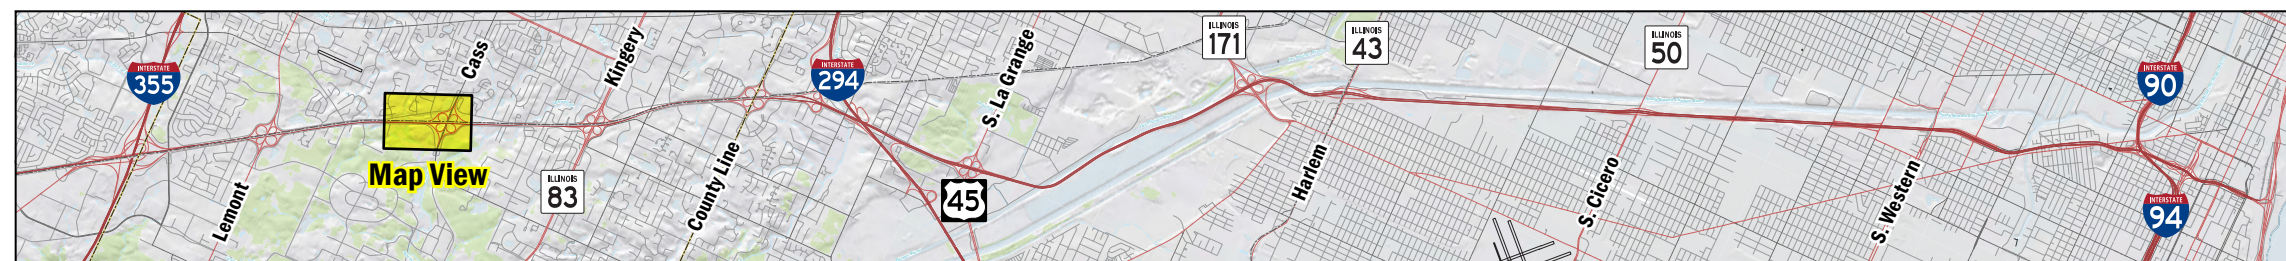 INTERSTATE
355
Lemont
Map View
Cass
ILLINOIS
83
Kingery
County Line
INTERSTATE
294
45
S. La Grange
ILLINOIS
171
Harlem
ILLINOIS
43
S. Cicero
ILLINOIS
50
S. Western
INTERSTATE
90
INTERSTATE
94